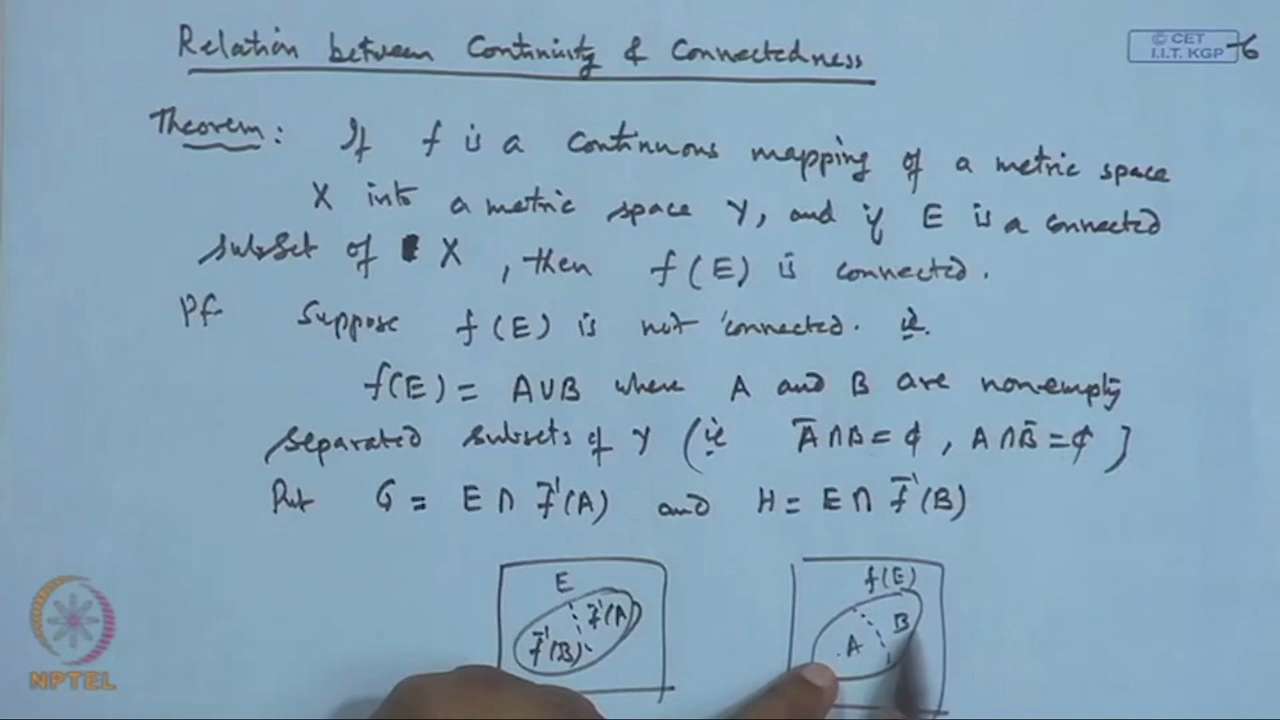 Relation between Continuity & Connectedness
© CET
I.I.T. KGP
-6
Theorem: If f is a continuous mapping of a metric space
X into a metric space Y, and if E is a connected
subset of X, then f(E) is connected.
Pf. Suppose f(E) is not connected. ie.
f(E) = A∪B where A and B are nonempty
separated subsets of Y (ie Ā∩B = ϕ, A∩B̄ = ϕ)
Put G = E ∩ f⁻¹(A) and H = E ∩ f⁻¹(B)
E f(E)
f⁻¹(B) f⁻¹(A) A B
NPTEL